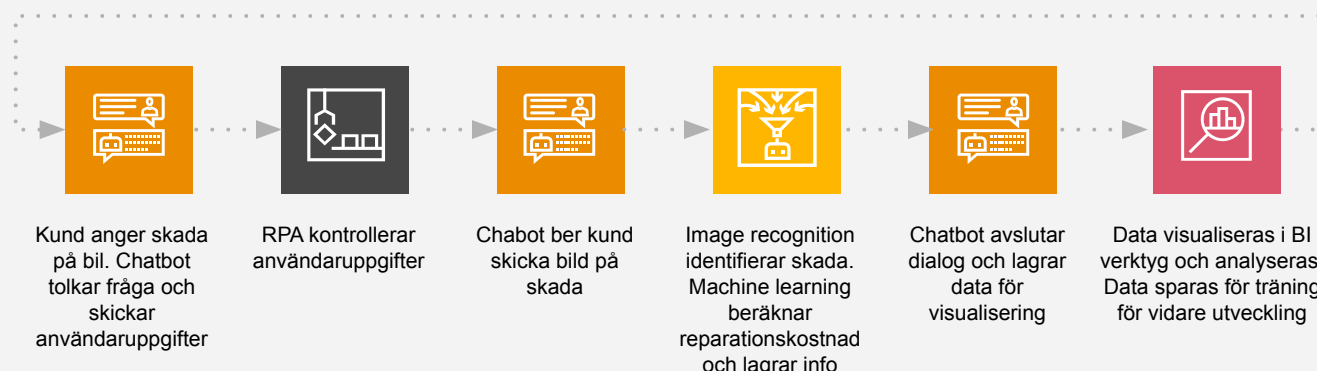 Kund anger skada
på bil. Chatbot
tolkar fråga och
skickar
användaruppgifter
RPA kontrollerar
användaruppgifter
Chabot ber kund
skicka bild på
skada
Image recognition
identifierar skada.
Machine learning
beräknar
reparationskostnad
och lagrar info
Chatbot avslutar
dialog och lagrar
data för
visualisering
Data visualiseras i BI
verktyg och analyseras
Data sparas för träning
för vidare utveckling